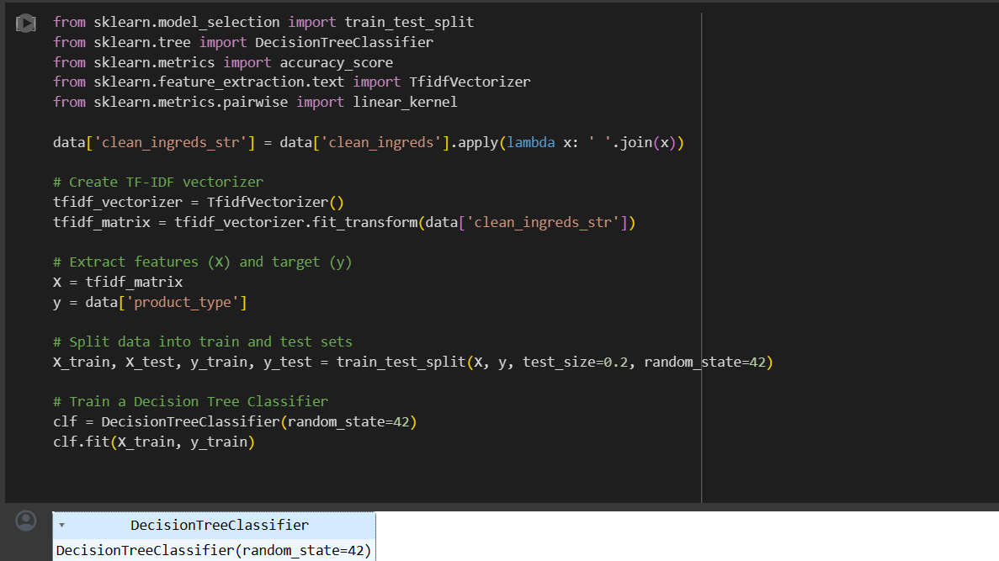 from sklearn.model_selection import train_test_split
from sklearn.tree import DecisionTreeClassifier
from sklearn.metrics import accuracy_score
from sklearn.feature_extraction.text import TfidfVectorizer
from sklearn.metrics.pairwise import linear_kernel
data['clean_ingreds_str'] = data['clean_ingreds'].apply(lambda x: ' '.join(x))
# Create TF-IDF vectorizer
tfidf_vectorizer = TfidfVectorizer()
tfidf_matrix = tfidf_vectorizer.fit_transform(data['clean_ingreds_str'])
# Extract features (X) and target (y)
X = tfidf_matrix
y = data['product_type']
# Split data into train and test sets
X_train, X_test, y_train, y_test = train_test_split(X, y, test_size=0.2, random_state=42)
# Train a Decision Tree Classifier
clf = DecisionTreeClassifier(random_state=42)
clf.fit(X_train, y_train)
DecisionTreeClassifier
DecisionTreeClassifier(random_state=42)